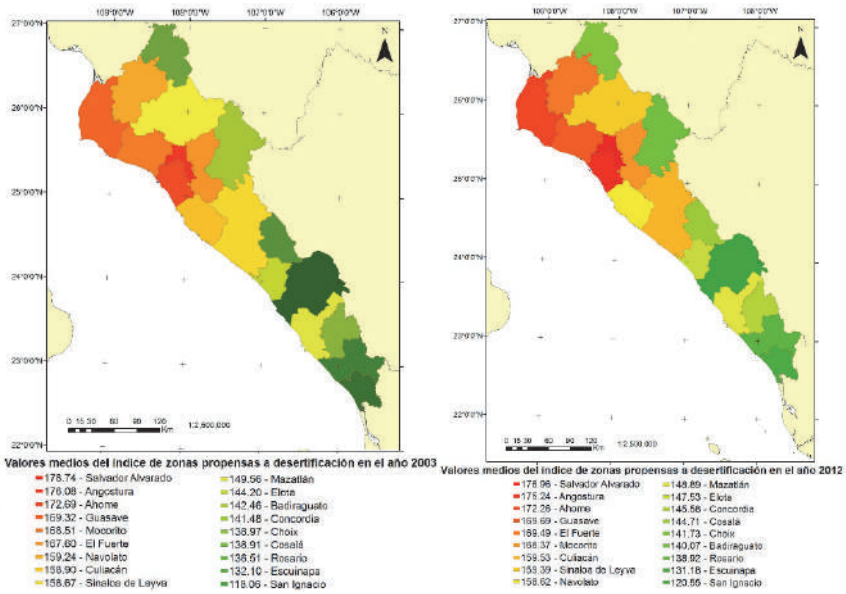 109°0'0"W 108°0'0"W 107°0'0"W 106°0'0"W
27°0'0"N
26°0'0"N
25°0'0"N
24°0'0"N
23°0'0"N
22°0'0"N
N
0 15 30 60 90 120
Km
1:2,500,000
Valores medios del índice de zonas propensas a desertificación en el año 2003
Salvador Alvarado
176.08 - Angostura
172.69 - Ahome
169.32 - Guasave
168.51 - Mocorito
167.60 - El Fuerte
159.24 - Navolato
158.90 - Culiacán
158.67 - Sinaloa de Leyva
149.56 - Mazatlán
144.20 - Elota
142.46 - Badiraguato
141.48 - Concordia
138.97 - Choix
138.91 - Cosalá
136.51 - Rosario
132.10 - Escuinapa
118.06 - San Ignacio
109°0'0"W 108°0'0"W 107°0'0"W 106°0'0"W
27°0'0"N
26°0'0"N
25°0'0"N
24°0'0"N
23°0'0"N
22°0'0"N
N
0 15 30 60 90 120
Km
1:2,500,000
Valores medios del índice de zonas propensas a desertificación en el año 2012
Salvador Alvarado
Angostura
172.26 - Ahome
169.69 - Guasave
169.49 - El Fuerte
168.37 - Mocorito
159.53 - Culiacán
159.39 - Sinaloa de Leyva
158.62 - Navolato
148.89 - Mazatlán
147.53 - Elota
145.58 - Concordia
144.71 - Cosalá
141.73 - Choix
140.07 - Badiraguato
138.92 - Rosario
131.18 - Escuinapa
120.55 - San Ignacio